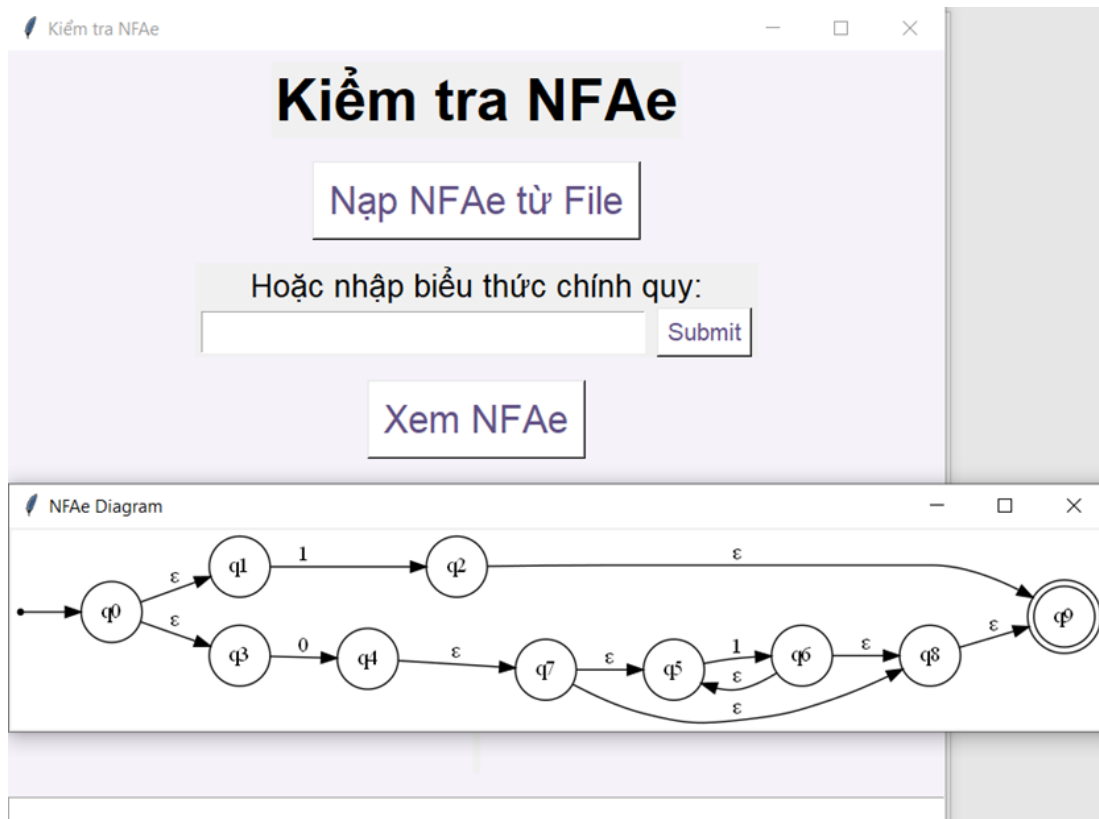 Kiểm tra NFAe
Kiểm tra NFAe
Nạp NFAe từ File
Hoặc nhập biểu thức chính quy:
Submit
Xem NFAe
NFAe Diagram
q0
ε
q1
1
q2
ε
q9
ε
q3
0
q4
ε
q7
ε
q5
1
q6
ε
q8
ε
ε
ε